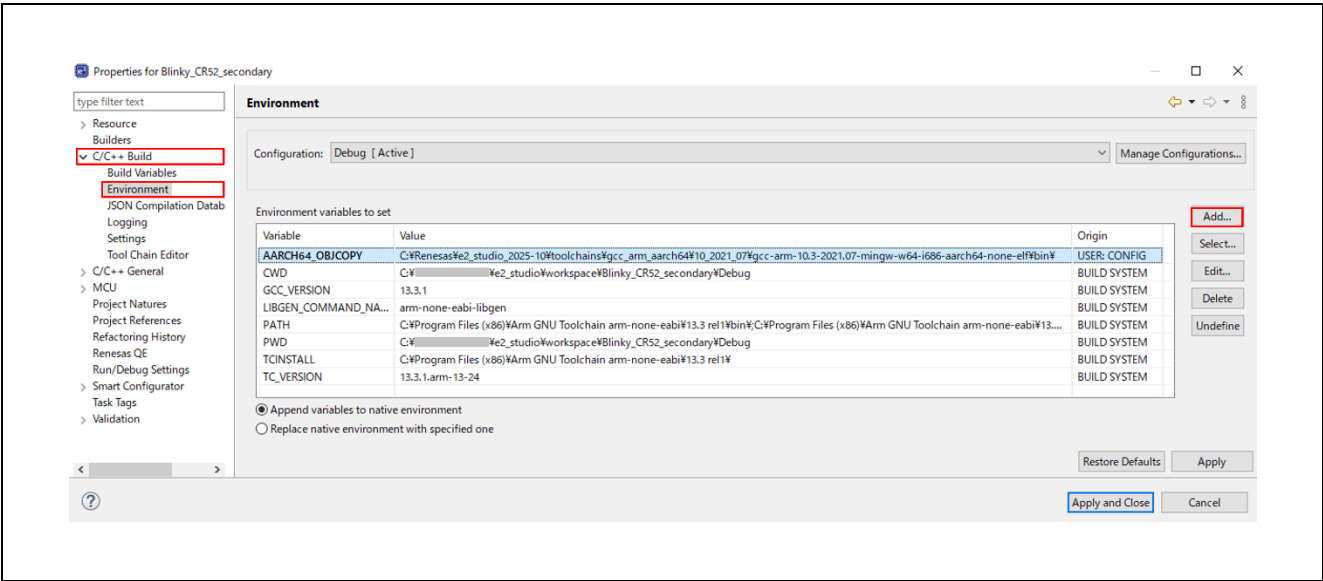 Properties for Blinky_CR52_secondary
type filter text
Resource
Builders
C/C++ Build
Build Variables
Environment
JSON Compilation Datab
Logging
Settings
Tool Chain Editor
C/C++ General
MCU
Project Natures
Project References
Refactoring History
Renesas QE
Run/Debug Settings
Smart Configurator
Task Tags
Validation
Environment
Configuration: Debug [ Active ] Manage Configurations...
Environment variables to set
Variable Value Origin
AARCH64_OBJCOPY C:¥Renesas¥e2_studio_2025-10¥toolchains¥gcc_arm_aarch64¥10_2021_07¥gcc-arm-10.3-2021.07-mingw-w64-i686-aarch64-none-elf¥bin¥ USER: CONFIG
CWD C:¥ ¥e2_studio¥workspace¥Blinky_CR52_secondary¥Debug BUILD SYSTEM
GCC_VERSION 13.3.1 BUILD SYSTEM
LIBGEN_COMMAND_NA... arm-none-eabi-libgen BUILD SYSTEM
PATH C:¥Program Files (x86)¥Arm GNU Toolchain arm-none-eabi¥13.3 rel1¥bin¥;C:¥Program Files (x86)¥Arm GNU Toolchain arm-none-eabi¥13.... BUILD SYSTEM
PWD C:¥ ¥e2_studio¥workspace¥Blinky_CR52_secondary¥Debug BUILD SYSTEM
TCINSTALL C:¥Program Files (x86)¥Arm GNU Toolchain arm-none-eabi¥13.3 rel1¥ BUILD SYSTEM
TC_VERSION 13.3.1.arm-13-24 BUILD SYSTEM
Add...
Select...
Edit...
Delete
Undefine
Append variables to native environment
Replace native environment with specified one
Restore Defaults Apply
Apply and Close Cancel